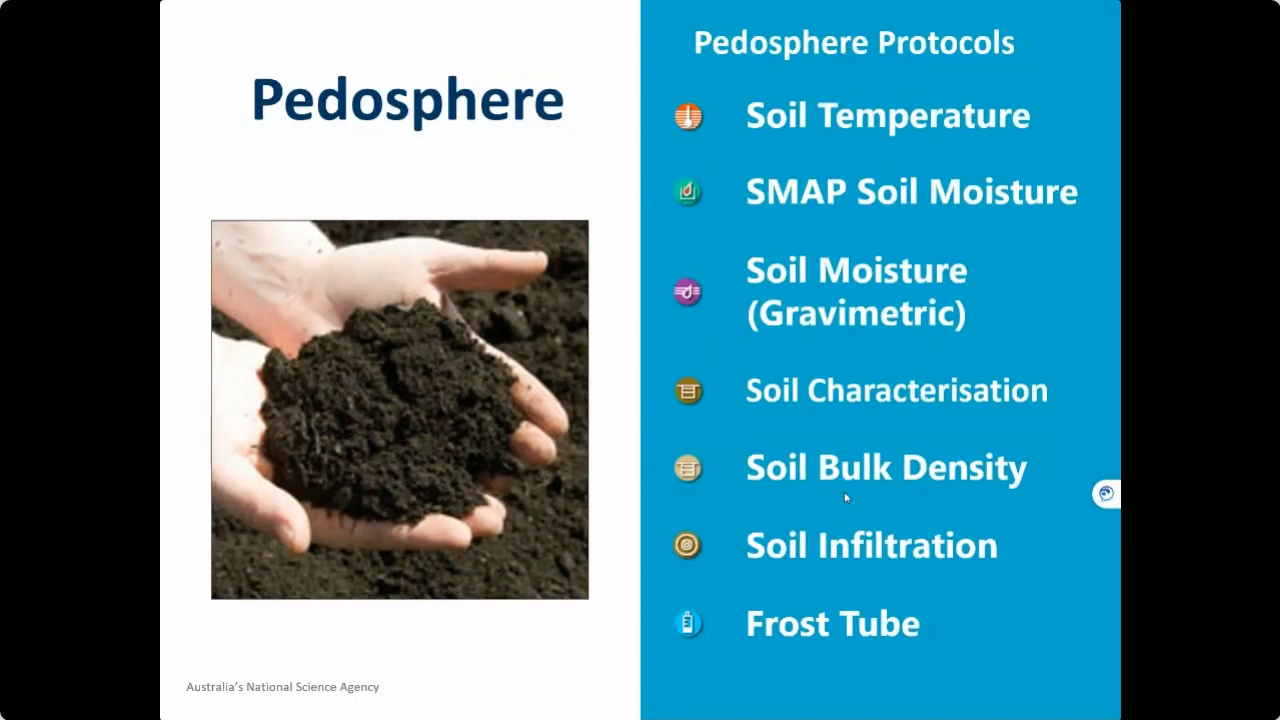 Pedosphere
Australia's National Science Agency
Pedosphere Protocols
Soil Temperature
SMAP Soil Moisture
Soil Moisture
(Gravimetric)
Soil Characterisation
Soil Bulk Density
Soil Infiltration
Frost Tube